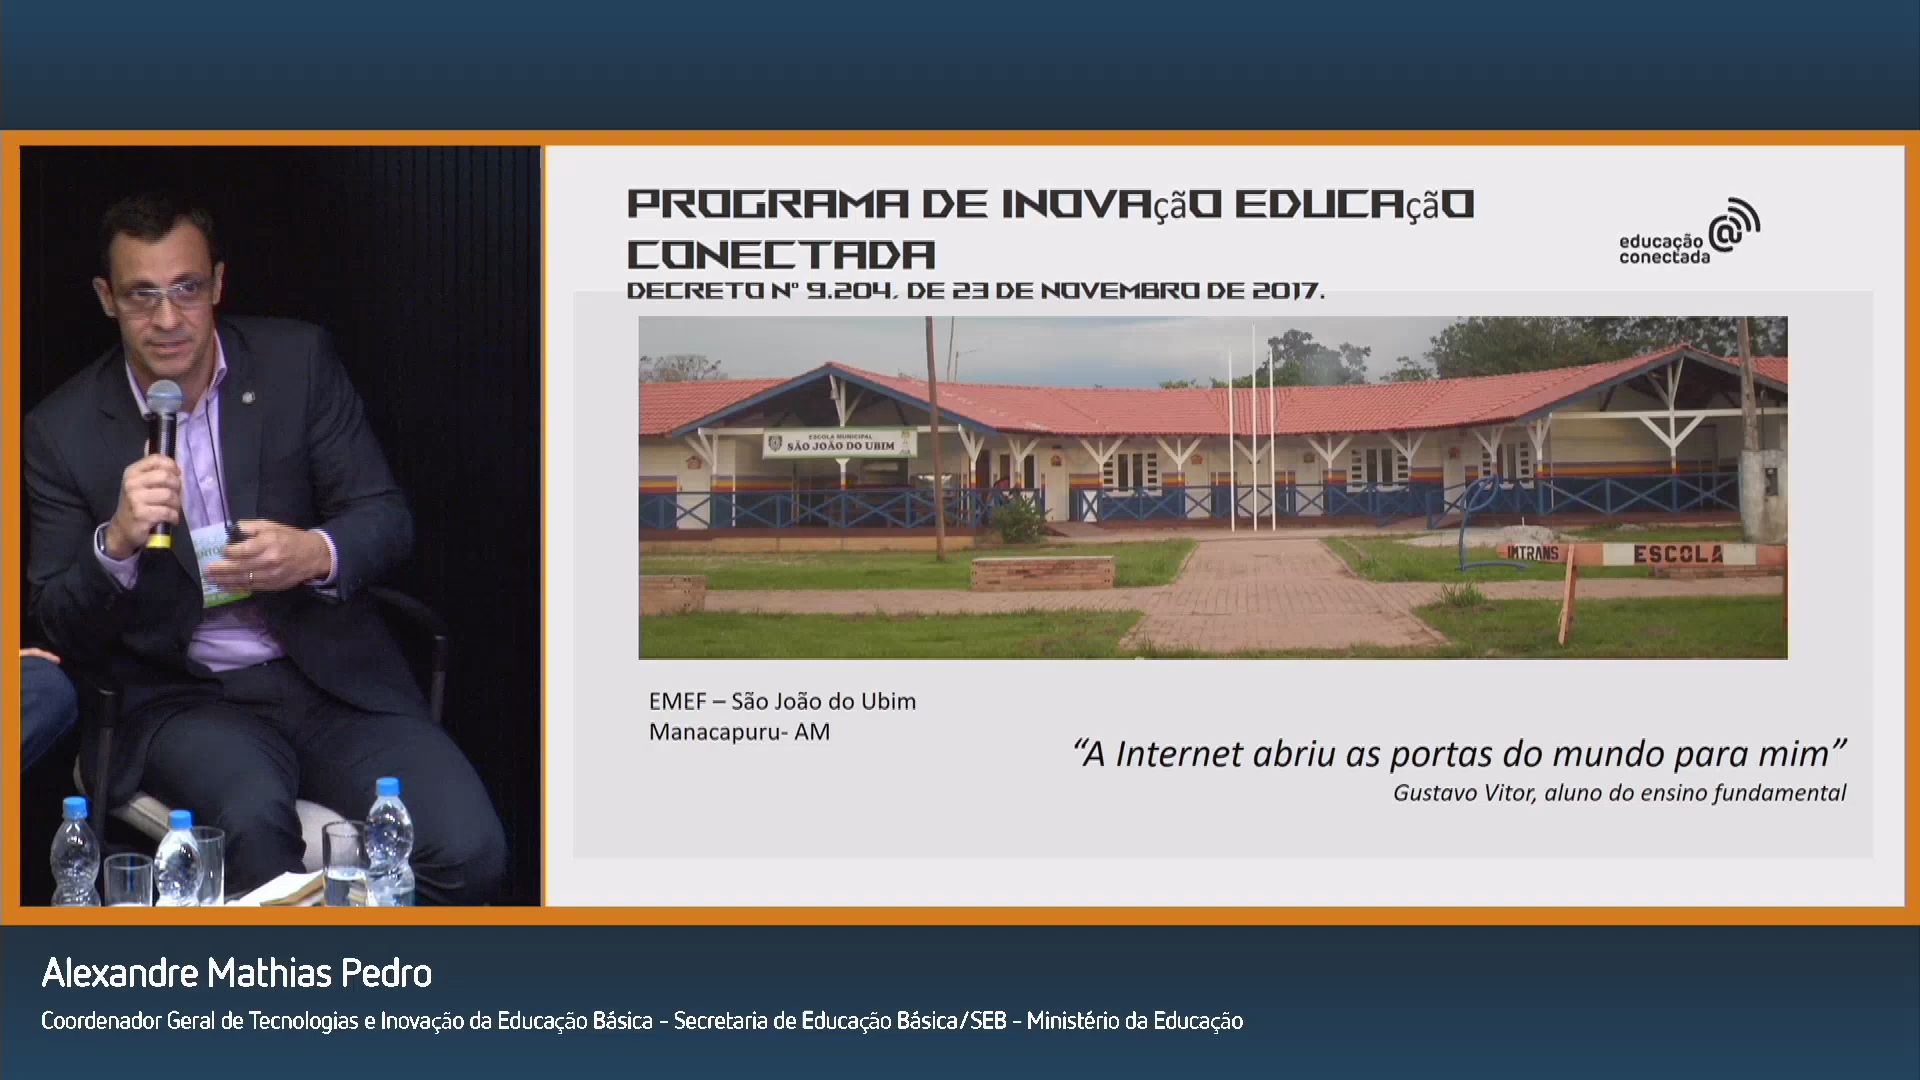 PROGRAMA DE INOVAçãO EDUCAçãO
CONECTADA
DECRETO Nº 9.204, DE 23 DE NOVEMBRO DE 2017.
educação
conectada
ESCOLA MUNICIPAL
SÃO JOÃO DO UBIM
IMTRANS
ESCOLA
EMEF – São João do Ubim
Manacapuru- AM
“A Internet abriu as portas do mundo para mim”
Gustavo Vitor, aluno do ensino fundamental
Alexandre Mathias Pedro
Coordenador Geral de Tecnologias e Inovação da Educação Básica - Secretaria de Educação Básica/SEB - Ministério da Educação